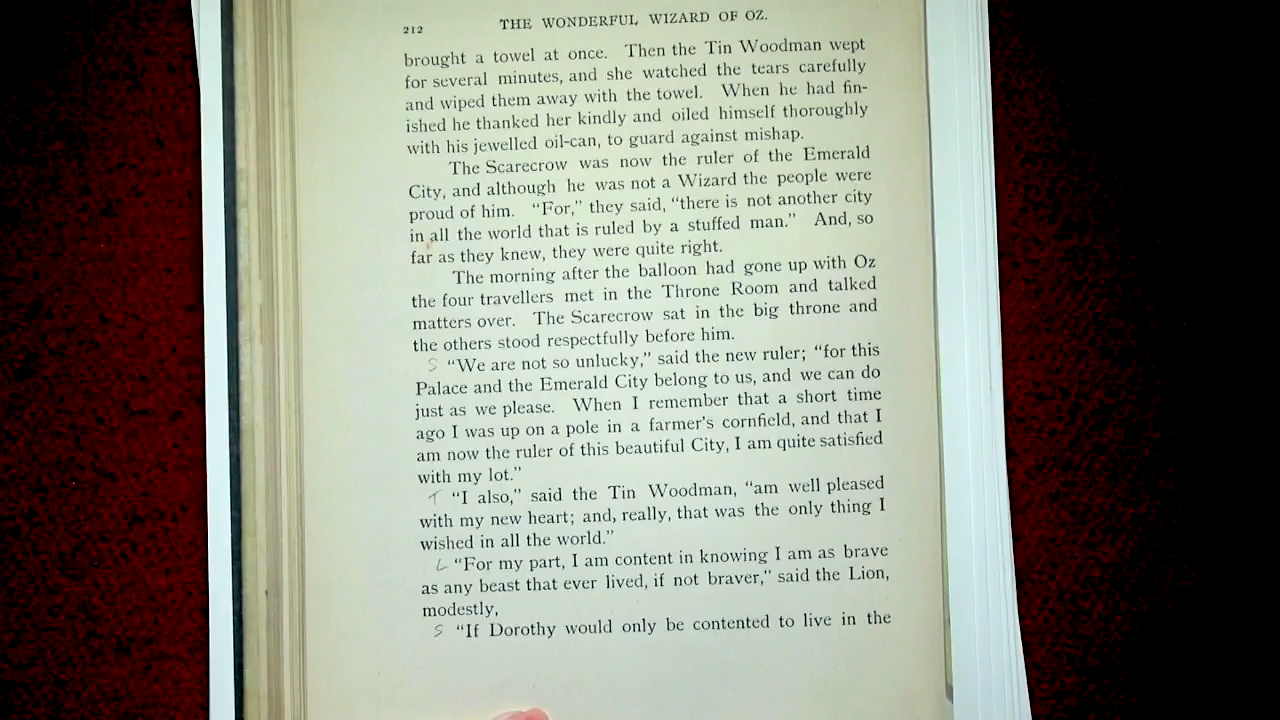 212 THE WONDERFUL WIZARD OF OZ.
brought a towel at once. Then the Tin Woodman wept
for several minutes, and she watched the tears carefully
and wiped them away with the towel. When he had fin-
ished he thanked her kindly and oiled himself thoroughly
with his jewelled oil-can, to guard against mishap.
The Scarecrow was now the ruler of the Emerald
City, and although he was not a Wizard the people were
proud of him. “For,” they said, “there is not another city
in all the world that is ruled by a stuffed man.” And, so
far as they knew, they were quite right.
The morning after the balloon had gone up with Oz
the four travellers met in the Throne Room and talked
matters over. The Scarecrow sat in the big throne and
the others stood respectfully before him.
S “We are not so unlucky,” said the new ruler; “for this
Palace and the Emerald City belong to us, and we can do
just as we please. When I remember that a short time
ago I was up on a pole in a farmer's cornfield, and that I
am now the ruler of this beautiful City, I am quite satisfied
with my lot.”
T “I also,” said the Tin Woodman, “am well pleased
with my new heart; and, really, that was the only thing I
wished in all the world.”
L “For my part, I am content in knowing I am as brave
as any beast that ever lived, if not braver,” said the Lion,
modestly,
S “If Dorothy would only be contented to live in the